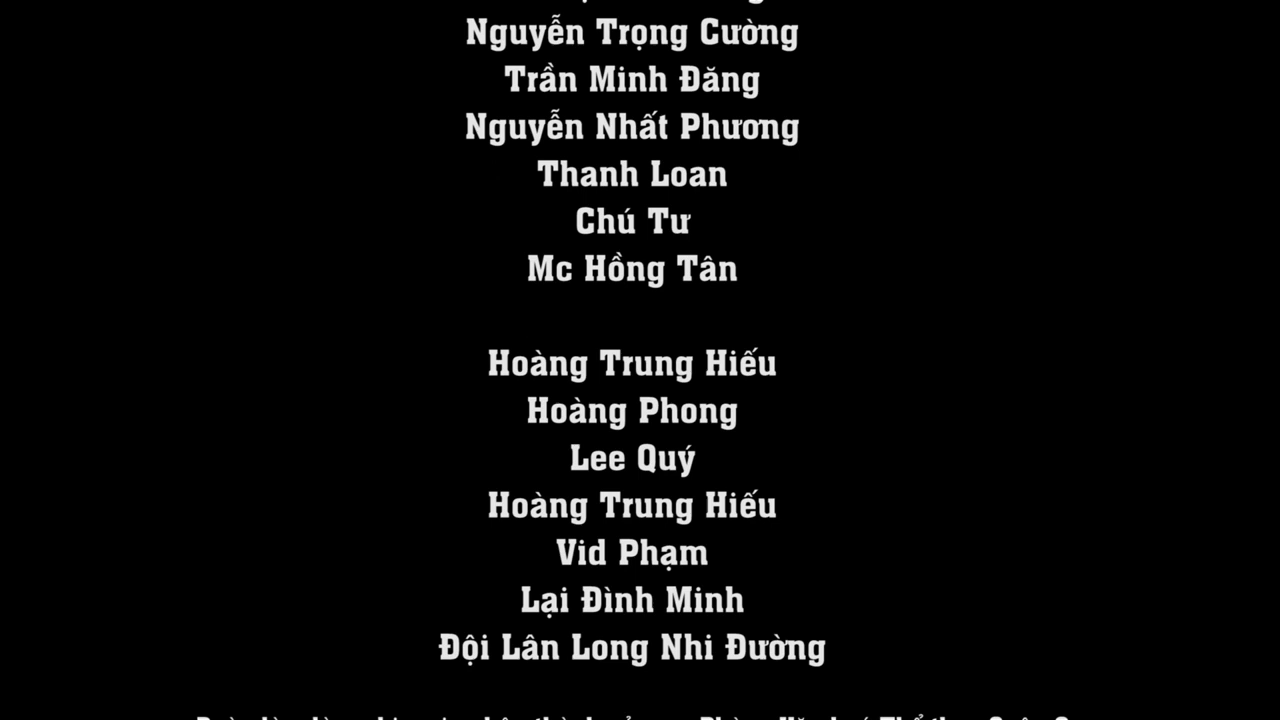 Nguyễn Trọng Cường
Trần Minh Đăng
Nguyễn Nhất Phương
Thanh Loan
Chú Tư
Mc Hồng Tân
Hoàng Trung Hiếu
Hoàng Phong
Lee Quý
Hoàng Trung Hiếu
Vid Phạm
Lại Đình Minh
Đội Lân Long Nhi Đường